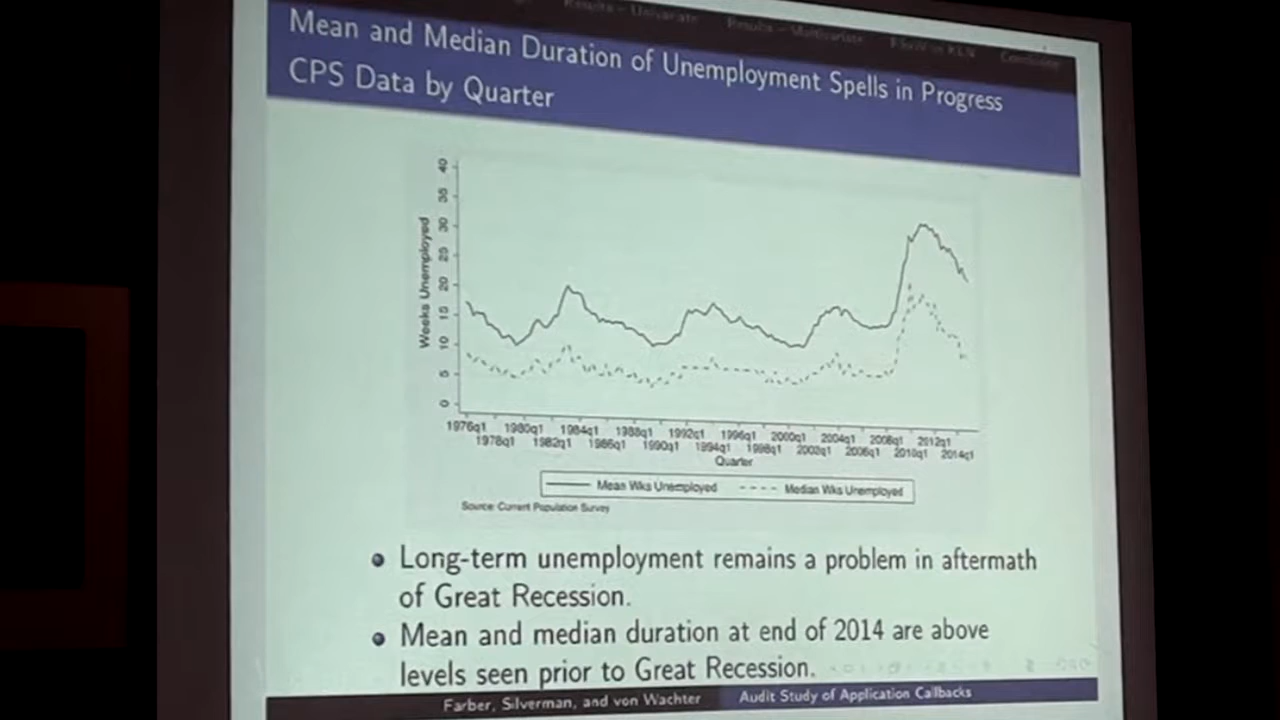 Results - Univariate Results - Multivariate
Mean and Median Duration of Unemployment Spells in Progress
CPS Data by Quarter
40
35
30
25
20
15
10
5
0
Weeks Unemployed
1976q1 1980q1 1984q1 1988q1 1992q1 1996q1 2000q1 2004q1 2008q1 2012q1
1978q1 1982q1 1986q1 1990q1 1994q1 1998q1 2002q1 2006q1 2010q1 2014q1
Quarter
Mean Wks Unemployed Median Wks Unemployed
Source: Current Population Survey
Long-term unemployment remains a problem in aftermath
of Great Recession.
Mean and median duration at end of 2014 are above
levels seen prior to Great Recession.
Farber, Silverman, and von Wachter Audit Study of Application Callbacks